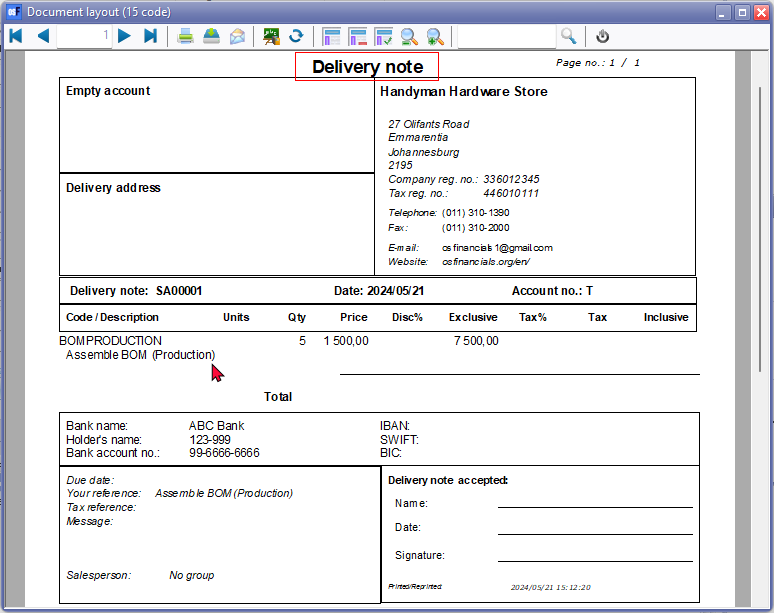 Document layout (15 code)
1
Delivery note
Page no.: 1 / 1
Empty account
Handyman Hardware Store
27 Olifants Road
Emmarentia
Johannesburg
2195
Company reg. no.: 336012345
Tax reg. no.: 446010111
Telephone: (011) 310-1390
Fax: (011) 310-2000
E-mail: osfinancials1@gmail.com
Website: osfinancials.org/en/
Delivery address
Delivery note: SA00001 Date: 2024/05/21 Account no.: T
Code / Description Units Qty Price Disc% Exclusive Tax% Tax Inclusive
BOMPRODUCTION 5 1 500,00 7 500,00
Assemble BOM (Production)
Total
Bank name: ABC Bank IBAN:
Holder's name: 123-999 SWIFT:
Bank account no.: 99-6666-6666 BIC:
Due date:
Your reference: Assemble BOM (Production)
Tax reference:
Message:
Salesperson: No group
Delivery note accepted:
Name:
Date:
Signature:
Printed/Reprinted: 2024/05/21 15:12:20